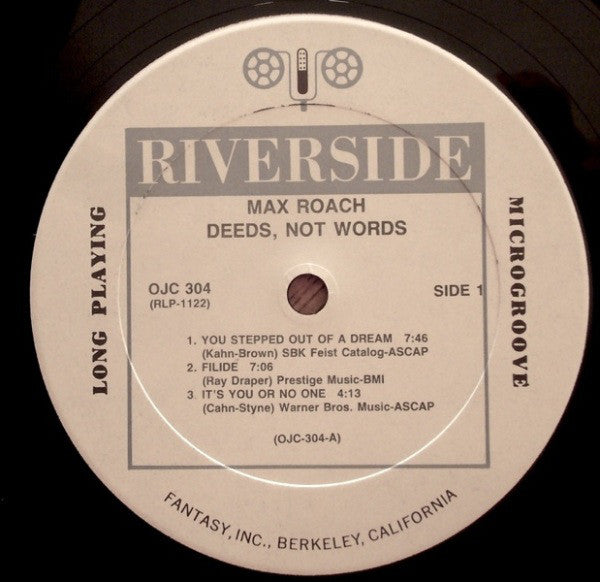 RIVERSIDE
MAX ROACH
DEEDS, NOT WORDS
LONG PLAYING
MICROGROOVE
OJC 304
(RLP-1122)
SIDE 1
1. YOU STEPPED OUT OF A DREAM 7:46
(Kahn-Brown) SBK Feist Catalog-ASCAP
2. FILIDE 7:06
(Ray Draper) Prestige Music-BMI
3 IT'S YOU OR NO ONE 4:13
(Cahn-Styne) Warner Bros. Music-ASCAP
(OJC-304-A)
FANTASY, INC., BERKELEY, CALIFORNIA